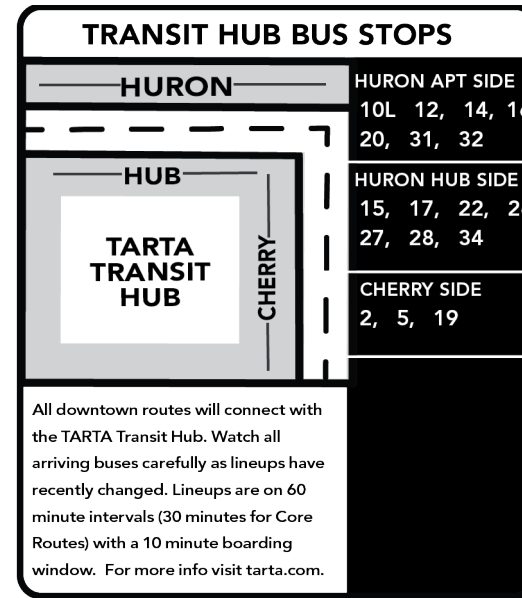 TRANSIT HUB BUS STOPS
HURON
HUB
TARTA
TRANSIT
HUB
CHERRY
HURON APT SIDE
10L 12, 14,
20, 31, 32
HURON HUB SIDE
15, 17, 22,
27, 28, 34
CHERRY SIDE
2, 5, 19
All downtown routes will connect with
the TARTA Transit Hub. Watch all
arriving buses carefully as lineups have
recently changed. Lineups are on 60
minute intervals (30 minutes for Core
Routes) with a 10 minute boarding
window. For more info visit tarta.com.